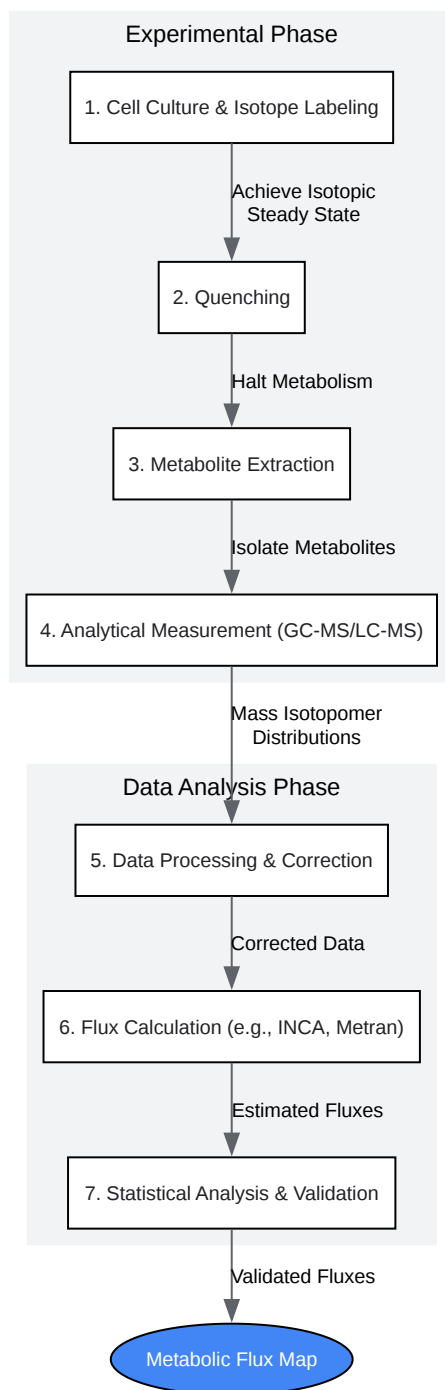 Experimental Phase
1. Cell Culture & Isotope Labeling
Achieve Isotopic
Steady State
2. Quenching
Halt Metabolism
3. Metabolite Extraction
Isolate Metabolites
4. Analytical Measurement (GC-MS/LC-MS)
Mass Isotopomer
Distributions
Data Analysis Phase
5. Data Processing & Correction
Corrected Data
6. Flux Calculation (e.g., INCA, Metran)
Estimated Fluxes
7. Statistical Analysis & Validation
Validated Fluxes
Metabolic Flux Map